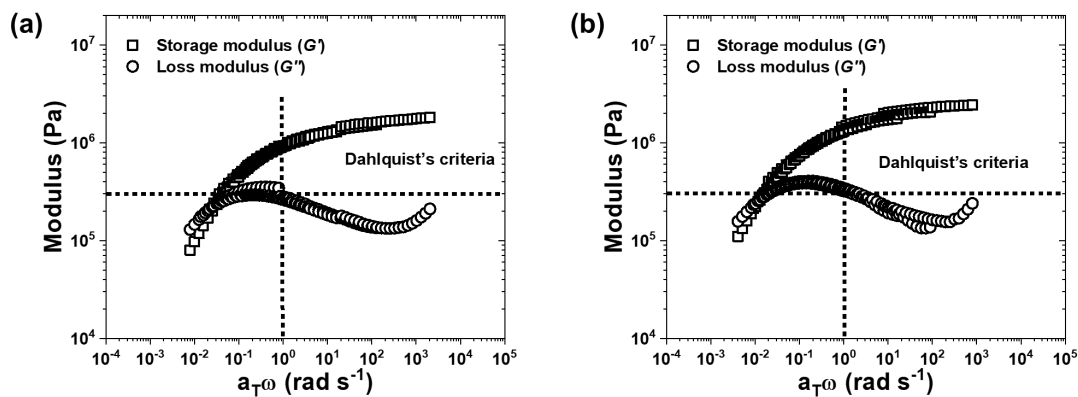 (a)
Storage modulus (G')
Loss modulus (G'')
Dahlquist's criteria
Modulus (Pa)
10⁷
10⁶
10⁵
10⁴
10⁻⁴ 10⁻³ 10⁻² 10⁻¹ 10⁰ 10¹ 10² 10³ 10⁴ 10⁵
a_Tω (rad s⁻¹)
(b)
Storage modulus (G')
Loss modulus (G'')
Dahlquist's criteria
Modulus (Pa)
10⁷
10⁶
10⁵
10⁴
10⁻⁴ 10⁻³ 10⁻² 10⁻¹ 10⁰ 10¹ 10² 10³ 10⁴ 10⁵
a_Tω (rad s⁻¹)